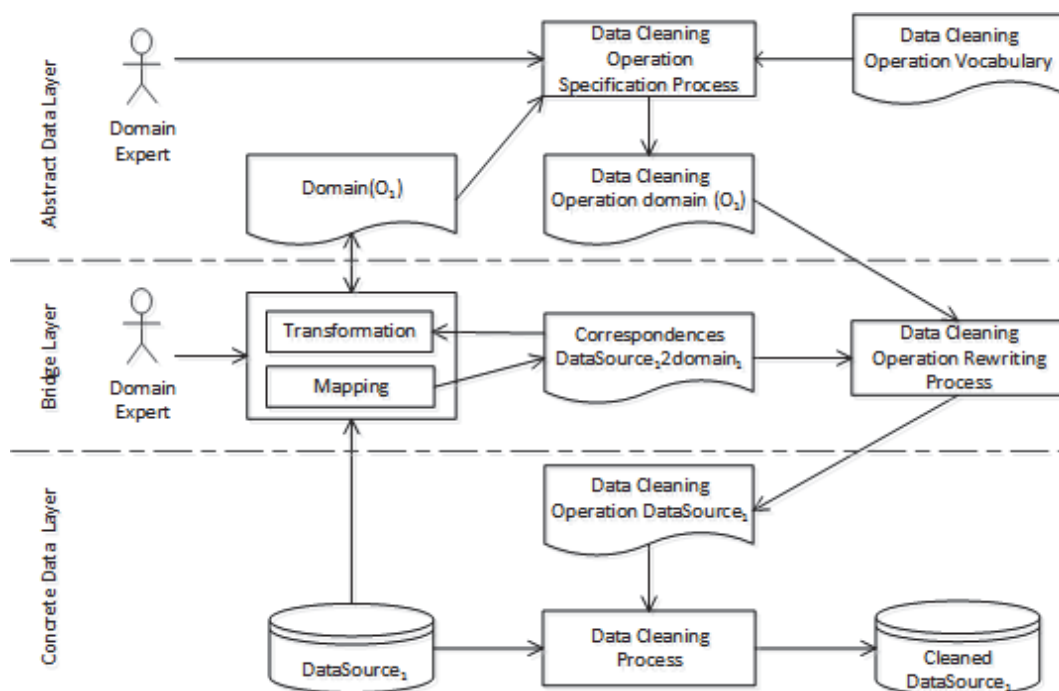 Abstract Data Layer
Domain
Expert
Data Cleaning
Operation
Specification Process
Data Cleaning
Operation Vocabulary
Domain(O₁)
Data Cleaning
Operation domain (O₁)
Bridge Layer
Domain
Expert
Transformation
Mapping
Correspondences
DataSource₁2domain₁
Data Cleaning
Operation Rewriting
Process
Concrete Data Layer
Data Cleaning
Operation DataSource₁
DataSource₁
Data Cleaning
Process
Cleaned
DataSource₁